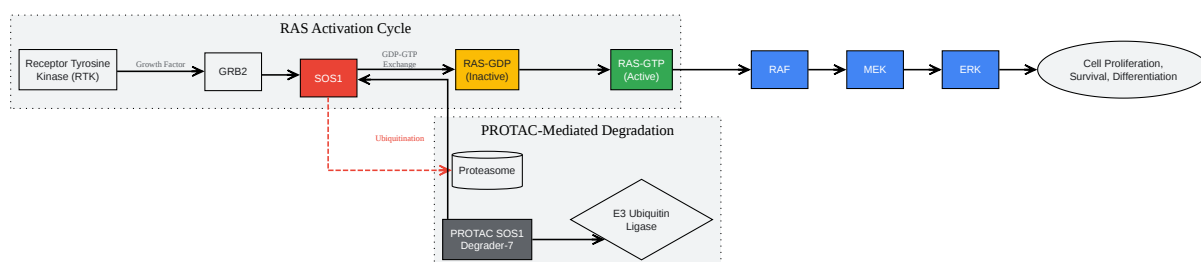 RAS Activation Cycle
Receptor Tyrosine
Kinase (RTK)
Growth Factor
GRB2
SOS1
GDP-GTP
Exchange
RAS-GDP
(Inactive)
RAS-GTP
(Active)
RAF
MEK
ERK
Cell Proliferation,
Survival, Differentiation
Ubiquitination
PROTAC-Mediated Degradation
Proteasome
PROTAC SOS1
Degrader-7
E3 Ubiquitin
Ligase